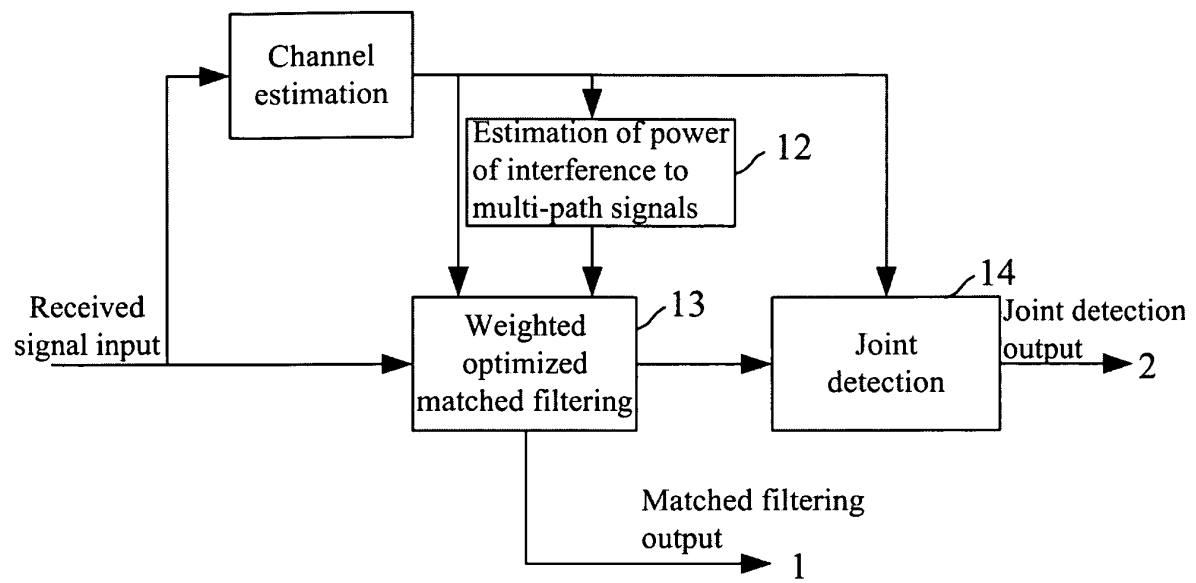 Channel
estimation
Estimation of power
of interference to
multi-path signals
12
Received
signal input
Weighted
optimized
matched filtering
13
Joint
detection
14
Joint detection
output
2
Matched filtering
output
1